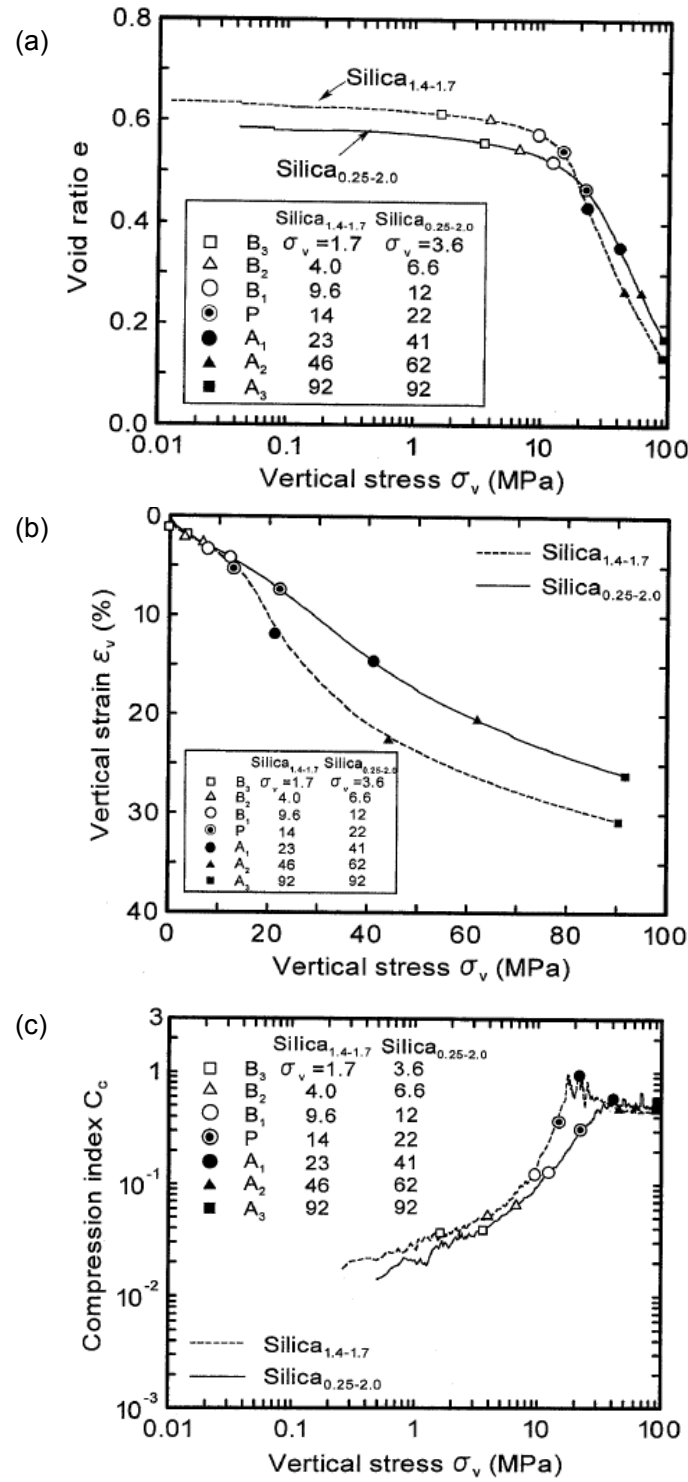 (a)
0.8
0.6
0.4
0.2
0.0
Void ratio e
Silica1.4-1.7
Silica0.25-2.0
Silica1.4-1.7 Silica0.25-2.0
□ B3 σv=1.7 σv=3.6
△ B2 4.0 6.6
○ B1 9.6 12
◉ P 14 22
● A1 23 41
▲ A2 46 62
■ A3 92 92
0.01 0.1 1 10 100
Vertical stress σv (MPa)
(b)
0
10
20
30
40
Vertical strain εv (%)
Silica1.4-1.7
Silica0.25-2.0
Silica1.4-1.7 Silica0.25-2.0
□ B3 σv=1.7 σv=3.6
△ B2 4.0 6.6
○ B1 9.6 12
◉ P 14 22
● A1 23 41
▲ A2 46 62
■ A3 92 92
0 20 40 60 80 100
Vertical stress σv (MPa)
(c)
3
1
10-1
10-2
10-3
Compression index Cc
Silica1.4-1.7 Silica0.25-2.0
□ B3 σv=1.7 3.6
△ B2 4.0 6.6
○ B1 9.6 12
◉ P 14 22
● A1 23 41
▲ A2 46 62
■ A3 92 92
Silica1.4-1.7
Silica0.25-2.0
0.01 0.1 1 10 100
Vertical stress σv (MPa)